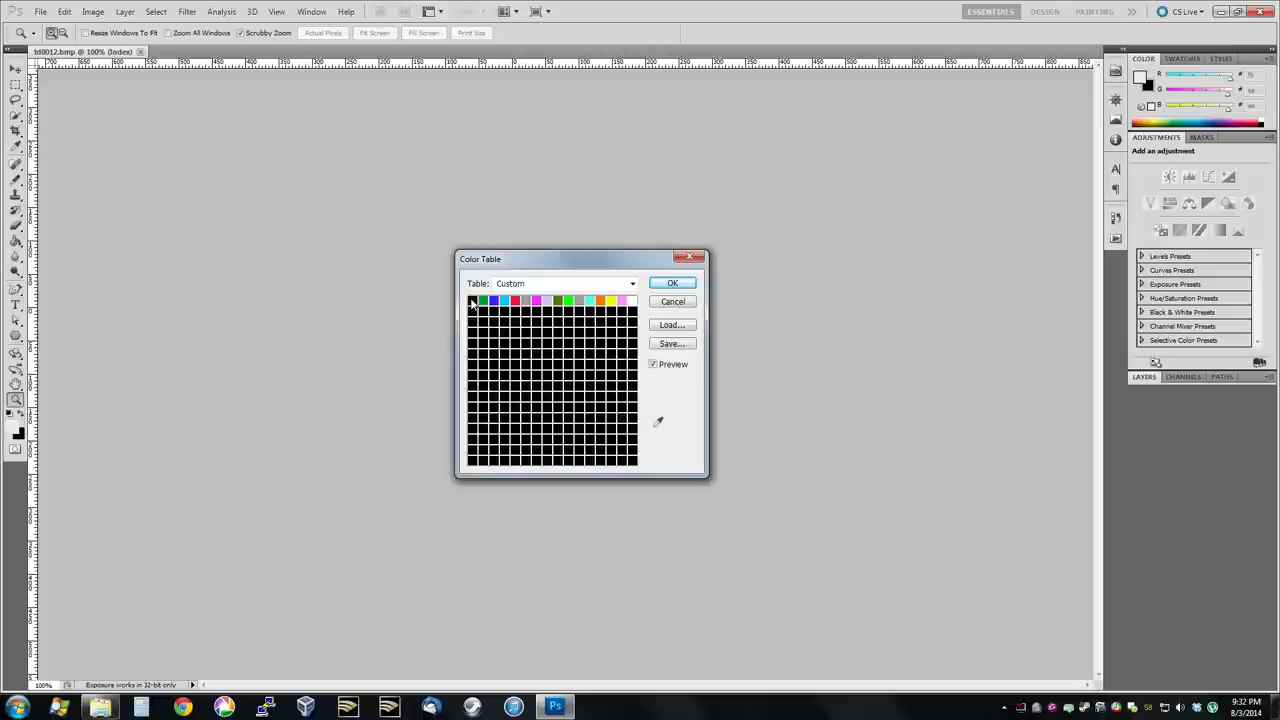 Ps File Edit Image Layer Select Filter Analysis 3D View Window Help
100%
ESSENTIALS DESIGN PAINTING CS Live
Resize Windows To Fit Zoom All Windows Scrubby Zoom Actual Pixels Fit Screen Fill Screen Print Size
td0012.bmp @ 100% (Index)
COLOR SWATCHES STYLES
R
G
B
ADJUSTMENTS MASKS
Add an adjustment
Levels Presets
Curves Presets
Exposure Presets
Hue/Saturation Presets
Black & White Presets
Channel Mixer Presets
Selective Color Presets
LAYERS CHANNELS PATHS
Color Table
Table: Custom
OK
Cancel
Load...
Save...
Preview
100% Exposure works in 32-bit only
Ps
58
9:32 PM
8/3/2014